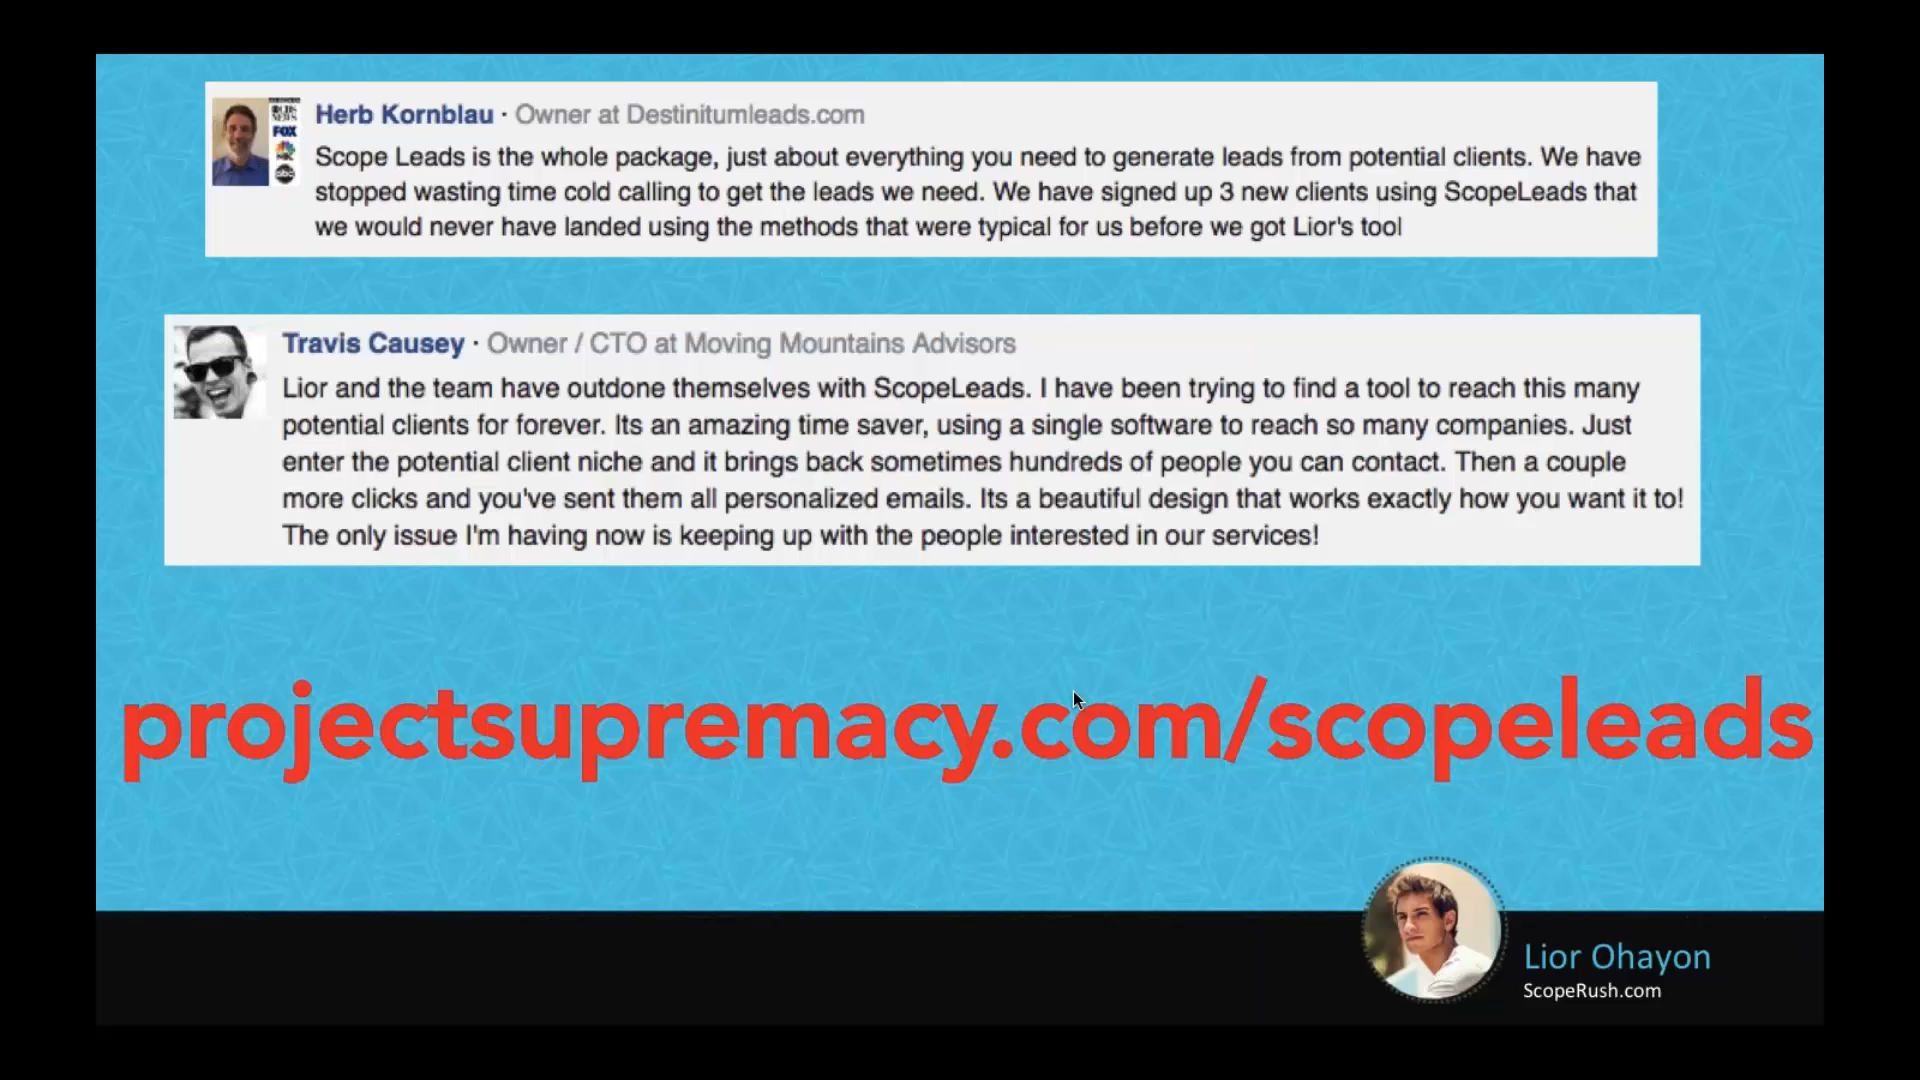 Herb Kornblau · Owner at Destinitumleads.com
CBS
NEWS
FOX
NBC
abc
Scope Leads is the whole package, just about everything you need to generate leads from potential clients. We have
stopped wasting time cold calling to get the leads we need. We have signed up 3 new clients using ScopeLeads that
we would never have landed using the methods that were typical for us before we got Lior's tool
Travis Causey · Owner / CTO at Moving Mountains Advisors
Lior and the team have outdone themselves with ScopeLeads. I have been trying to find a tool to reach this many
potential clients for forever. Its an amazing time saver, using a single software to reach so many companies. Just
enter the potential client niche and it brings back sometimes hundreds of people you can contact. Then a couple
more clicks and you've sent them all personalized emails. Its a beautiful design that works exactly how you want it to!
The only issue I'm having now is keeping up with the people interested in our services!
projectsupremacy.com/scopeleads
Lior Ohayon
ScopeRush.com